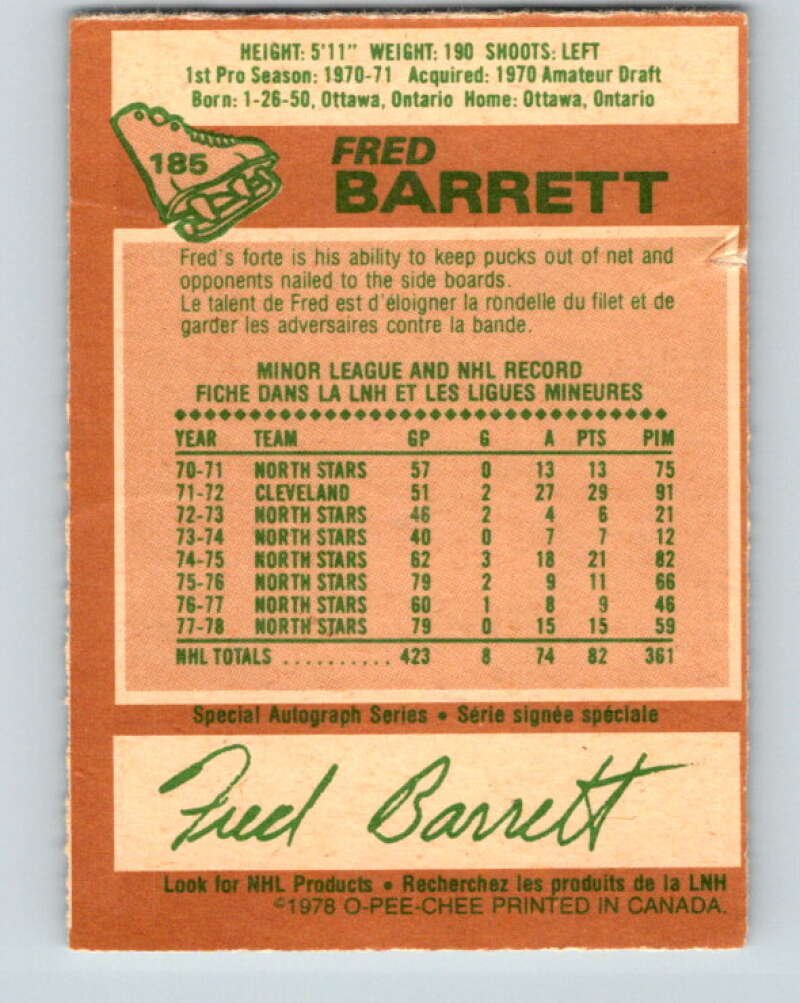 HEIGHT: 5'11" WEIGHT: 190 SHOOTS: LEFT
1st Pro Season: 1970-71 Acquired: 1970 Amateur Draft
Born: 1-26-50, Ottawa, Ontario Home: Ottawa, Ontario
185
FRED
BARRETT
Fred's forte is his ability to keep pucks out of net and
opponents nailed to the side boards.
Le talent de Fred est d'éloigner la rondelle du filet et de
garder les adversaires contre la bande.
MINOR LEAGUE AND NHL RECORD
FICHE DANS LA LNH ET LES LIGUES MINEURES
YEAR TEAM GP G A PTS PIM
70-71 NORTH STARS 57 0 13 13 75
71-72 CLEVELAND 51 2 27 29 91
72-73 NORTH STARS 46 2 4 6 21
73-74 NORTH STARS 40 0 7 7 12
74-75 NORTH STARS 62 3 18 21 82
75-76 NORTH STARS 79 2 9 11 66
76-77 NORTH STARS 60 1 8 9 46
77-78 NORTH STARS 79 0 15 15 59
NHL TOTALS .......... 423 8 74 82 361
Special Autograph Series • Série signée spéciale
Fred Barrett
Look for NHL Products • Recherchez les produits de la LNH
©1978 O-PEE-CHEE PRINTED IN CANADA.